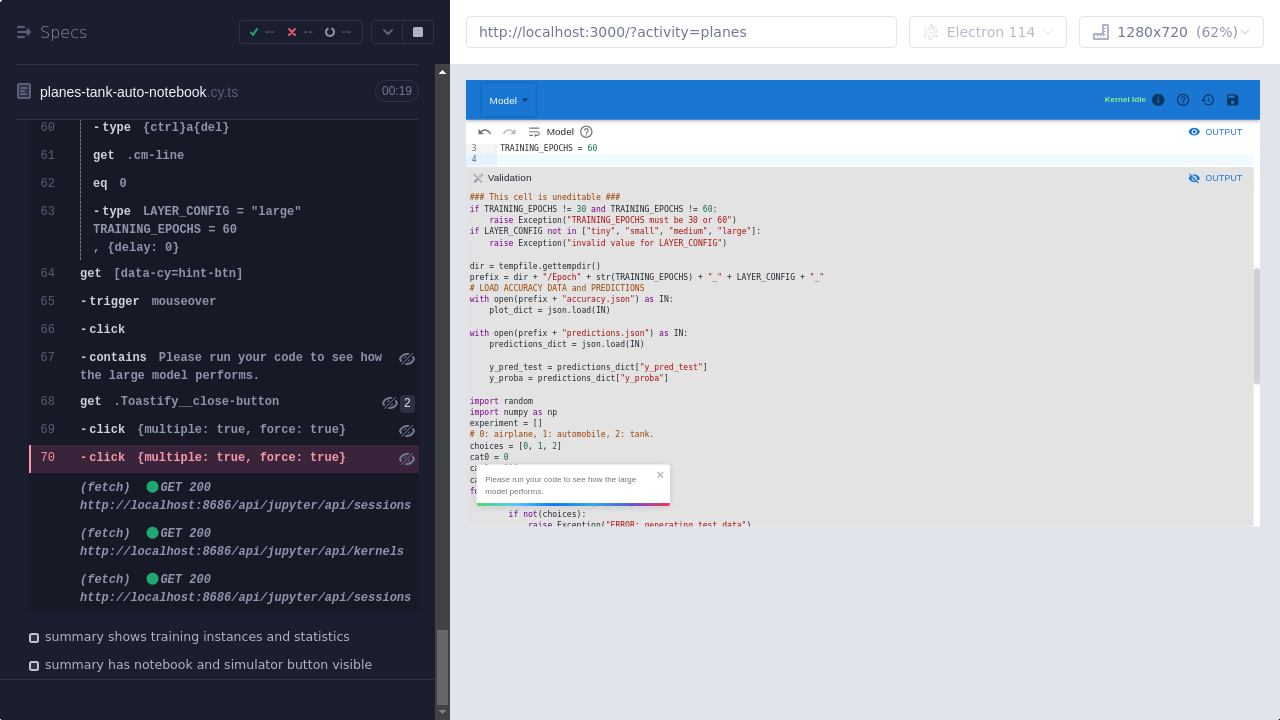 Specs
-- -- --
planes-tank-auto-notebook.cy.ts 00:19
60 -type {ctrl}a{del}
61 get .cm-line
62 eq 0
63 -type LAYER_CONFIG = "large"
TRAINING_EPOCHS = 60
, {delay: 0}
64 get [data-cy=hint-btn]
65 -trigger mouseover
66 -click
67 -contains Please run your code to see how
the large model performs.
68 get .Toastify__close-button 2
69 -click {multiple: true, force: true}
70 -click {multiple: true, force: true}
(fetch) GET 200
http://localhost:8686/api/jupyter/api/sessions
(fetch) GET 200
http://localhost:8686/api/jupyter/api/kernels
(fetch) GET 200
http://localhost:8686/api/jupyter/api/sessions
summary shows training instances and statistics
summary has notebook and simulator button visible
http://localhost:3000/?activity=planes
Electron 114
1280x720 (62%)
Model
Kernel Idle
Model
OUTPUT
3 TRAINING_EPOCHS = 60
4
Validation
OUTPUT
### This cell is uneditable ###
if TRAINING_EPOCHS != 30 and TRAINING_EPOCHS != 60:
raise Exception("TRAINING_EPOCHS must be 30 or 60")
if LAYER_CONFIG not in ["tiny", "small", "medium", "large"]:
raise Exception("invalid value for LAYER_CONFIG")
dir = tempfile.gettempdir()
prefix = dir + "/Epoch" + str(TRAINING_EPOCHS) + "_" + LAYER_CONFIG + "_"
# LOAD ACCURACY DATA and PREDICTIONS
with open(prefix + "accuracy.json") as IN:
plot_dict = json.load(IN)
with open(prefix + "predictions.json") as IN:
predictions_dict = json.load(IN)
y_pred_test = predictions_dict["y_pred_test"]
y_proba = predictions_dict["y_proba"]
import random
import numpy as np
experiment = []
# 0: airplane, 1: automobile, 2: tank.
choices = [0, 1, 2]
cat0 = 0
Please run your code to see how the large
model performs.
if not(choices):
raise Exception("ERROR: generating test data")